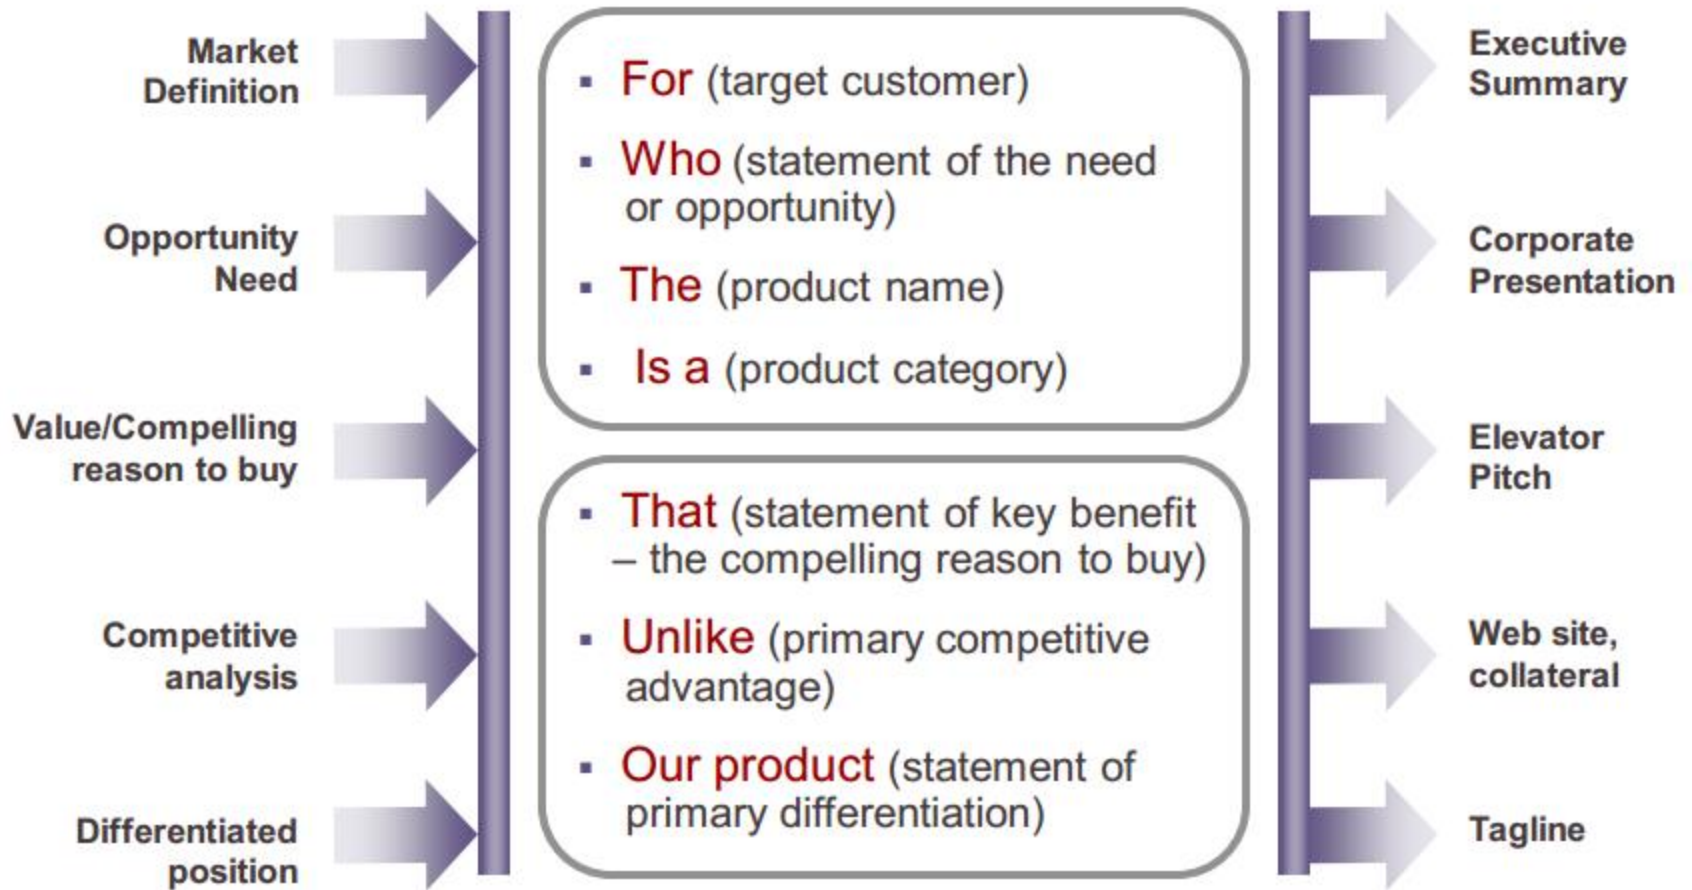 Market
Definition
Opportunity
Need
Value/Compelling
reason to buy
Competitive
analysis
Differentiated
position
▪ For (target customer)
▪ Who (statement of the need
or opportunity)
▪ The (product name)
▪ Is a (product category)
▪ That (statement of key benefit
– the compelling reason to buy)
▪ Unlike (primary competitive
advantage)
▪ Our product (statement of
primary differentiation)
Executive
Summary
Corporate
Presentation
Elevator
Pitch
Web site,
collateral
Tagline